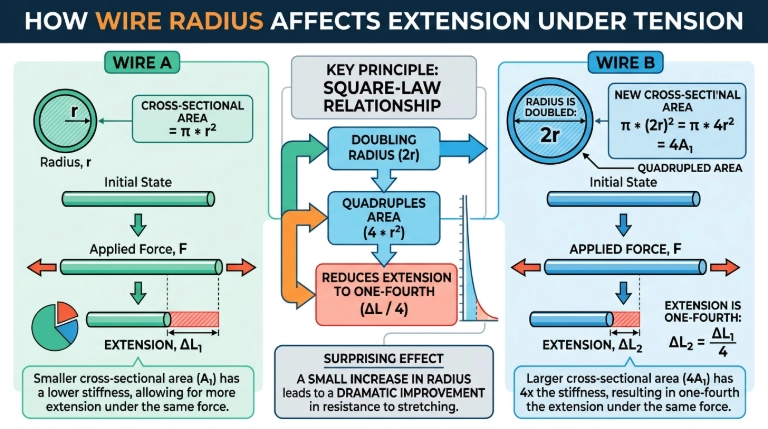 HOW WIRE RADIUS AFFECTS EXTENSION UNDER TENSION
WIRE A
r
Radius, r
CROSS-SECTIONAL
AREA
= π * r²
Initial State
Applied Force, F
EXTENSION, ΔL₁
Smaller cross-sectional area (A₁) has
a lower stiffness, allowing for more
extension under the same force.
KEY PRINCIPLE:
SQUARE-LAW
RELATIONSHIP
DOUBLING
RADIUS (2r)
QUADRUPLES
AREA
(4 * r²)
REDUCES EXTENSION
TO ONE-FOURTH
(ΔL / 4)
SURPRISING EFFECT
A SMALL INCREASE IN RADIUS
leads to a DRAMATIC IMPROVEMENT
in resistance to stretching.
WIRE B
RADIUS IS
DOUBLED:
2r
NEW CROSS-SECTI'NAL
AREA
π * (2r)² = π * 4r²
= 4A₁
QUADRUPLED AREA
Initial State
APPLIED FORCE, F
EXTENSION, ΔL₂
EXTENSION IS
ONE-FOURTH:
ΔL₂ = ΔL₁
4
Larger cross-sectional area (4A₁) has
4x the stiffness, resulting in one-fourth
the extension under the same force.